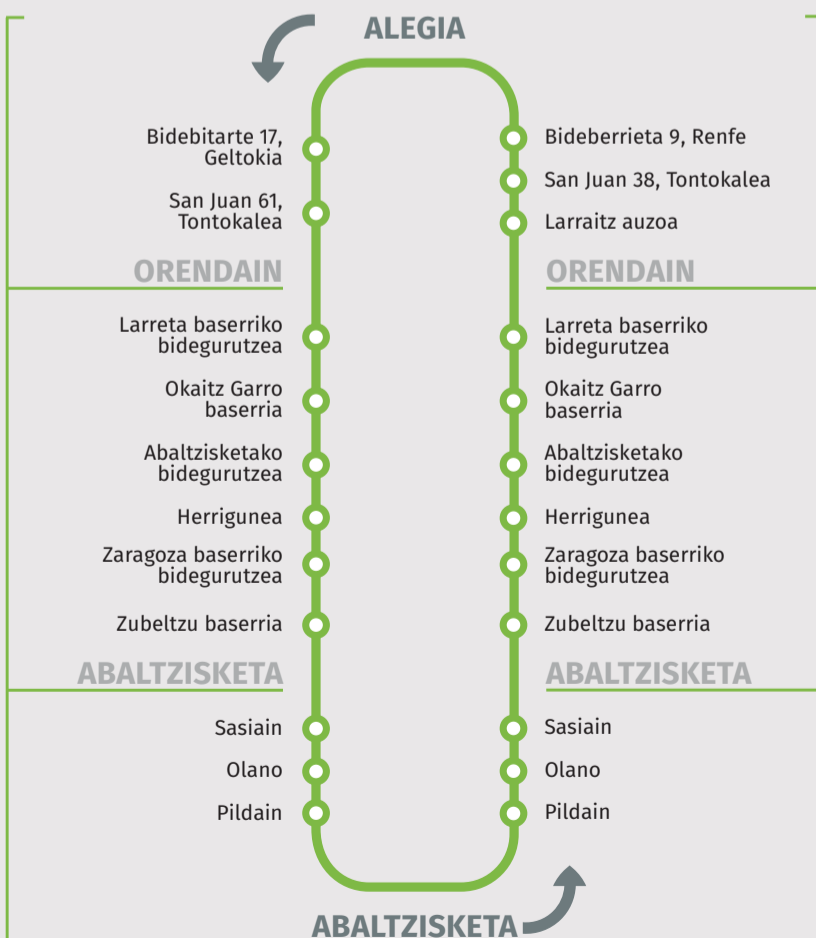 ALEGIA
Bidebitarte 17,
Geltokia
San Juan 61,
Tontokalea
ORENDAIN
Larreta baserriko
bidegurutzea
Okaitz Garro
baserria
Abaltzisketako
bidegurutzea
Herrigunea
Zaragoza baserriko
bidegurutzea
Zubeltzu baserria
ABALTZISKETA
Sasiain
Olano
Pildain
Bideberrieta 9, Renfe
San Juan 38, Tontokalea
Larraitz auzoa
ORENDAIN
Larreta baserriko
bidegurutzea
Okaitz Garro
baserria
Abaltzisketako
bidegurutzea
Herrigunea
Zaragoza baserriko
bidegurutzea
Zubeltzu baserria
ABALTZISKETA
Sasiain
Olano
Pildain
ABALTZISKETA